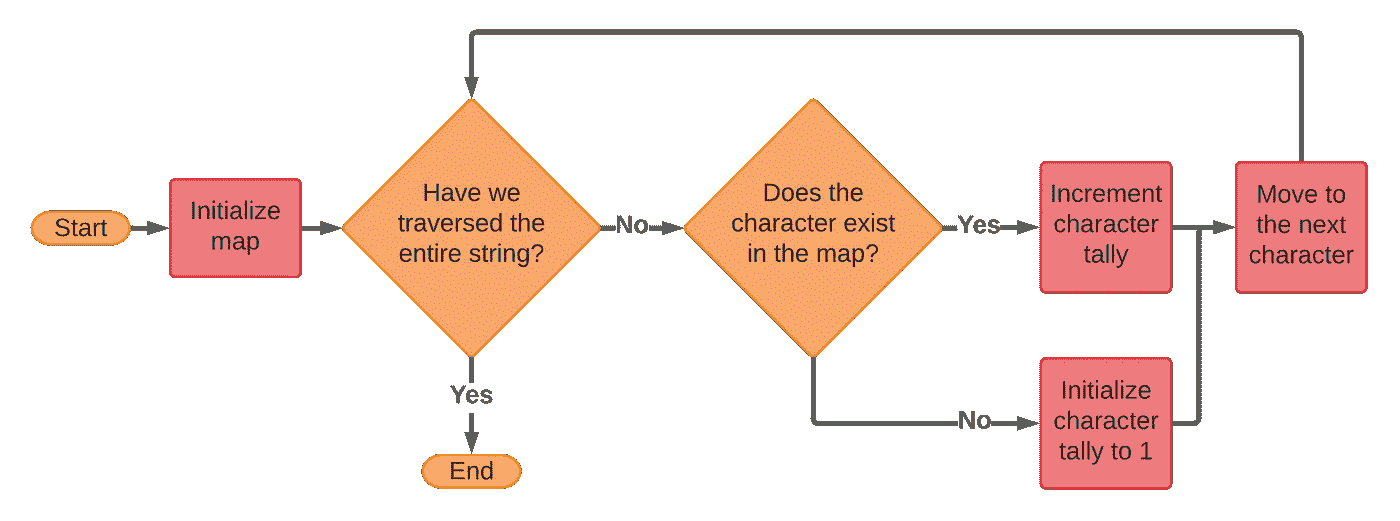 Start
Initialize
map
Have we
traversed the
entire string?
No
Does the
character exist
in the map?
Yes
Increment
character
tally
Move to
the next
character
Yes
End
No
Initialize
character
tally to 1